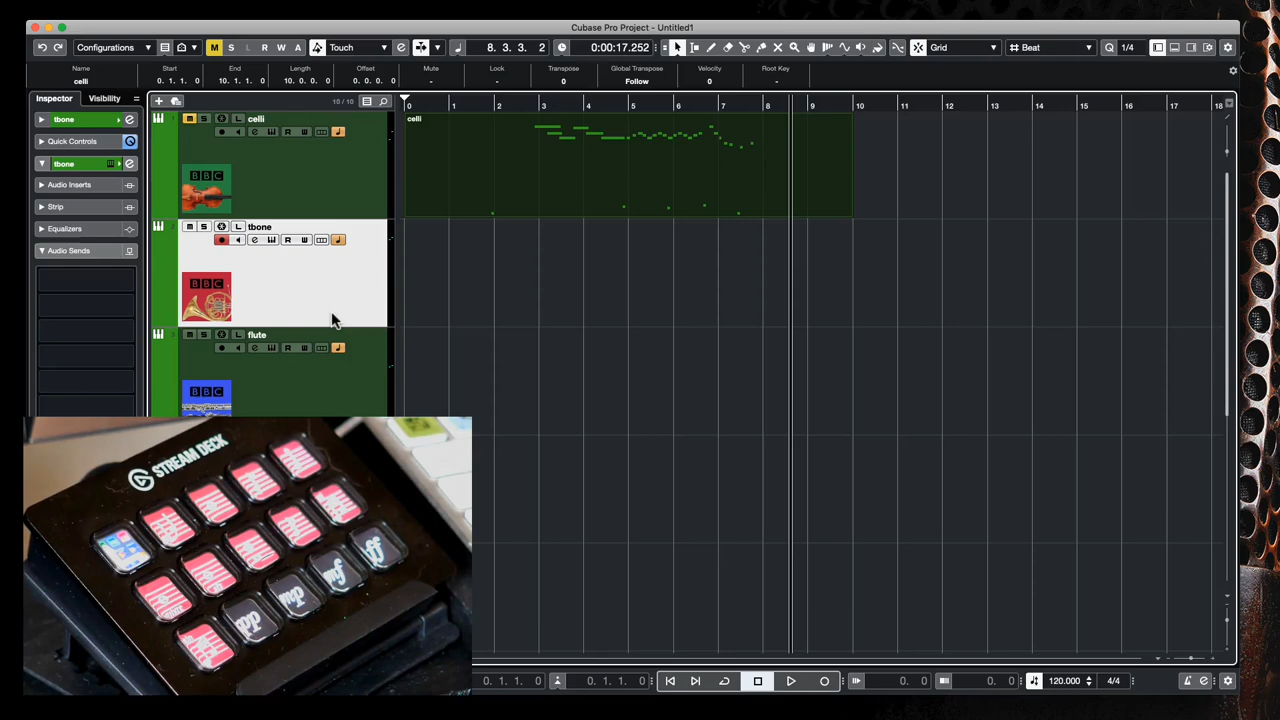 Cubase Pro Project - Untitled1
Configurations M S L R W A Touch 8. 3. 3. 2 0:00:17.252 Grid Beat Q 1/4
Name Start End Length Offset Mute Lock Transpose Global Transpose Velocity Root Key
celli 0. 1. 1. 0 10. 1. 1. 0 10. 0. 0. 0 0. 0. 0. 0 - - 0 Follow 0 -
Inspector Visibility 10 / 10 0 1 2 3 4 5 6 7 8 9 10 11 12 13 14 15 16 17 18
tbone
Quick Controls
tbone
Audio Inserts
Strip
Equalizers
Audio Sends
1 S L celli
R W
BBC
celli
2 M S L tbone
R W
BBC
3 M S L flute
R W
BBC
STREAM DECK
pp mp mf ff
0. 1. 1. 0 0. 1. 1. 0 0. 0 0. 0 120.000 4/4